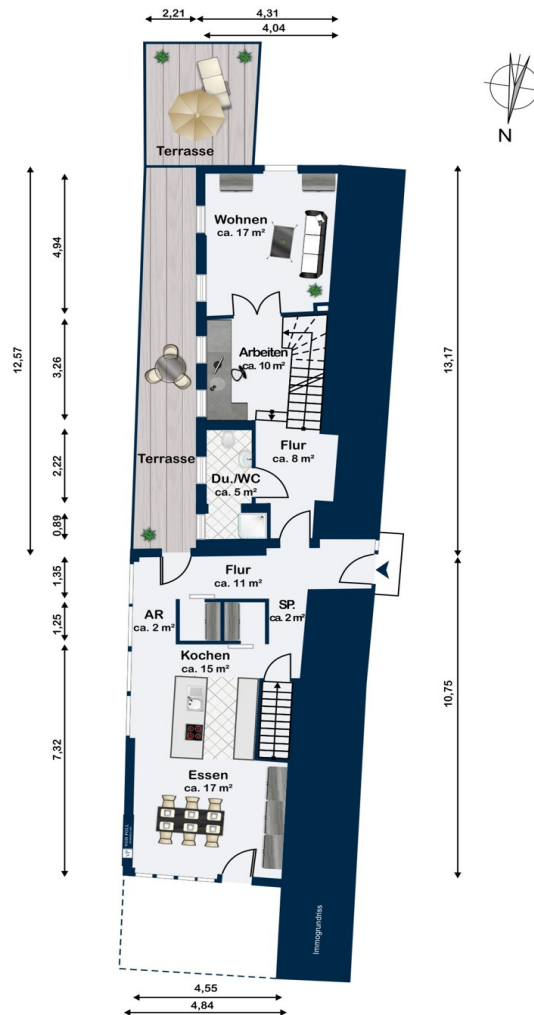 2,21
4,31
4,04
N
Terrasse
Wohnen
ca. 17 m²
4,94
12,57
3,26
13,17
Arbeiten
ca. 10 m²
Flur
ca. 8 m²
Terrasse
Du./WC
ca. 5 m²
2,22
0,89
1,35
Flur
ca. 11 m²
1,25
AR
ca. 2 m²
SP.
ca. 2 m²
Kochen
ca. 15 m²
10,75
7,32
Essen
ca. 17 m²
VP
VON POLL
Immogrundriss
4,55
4,84